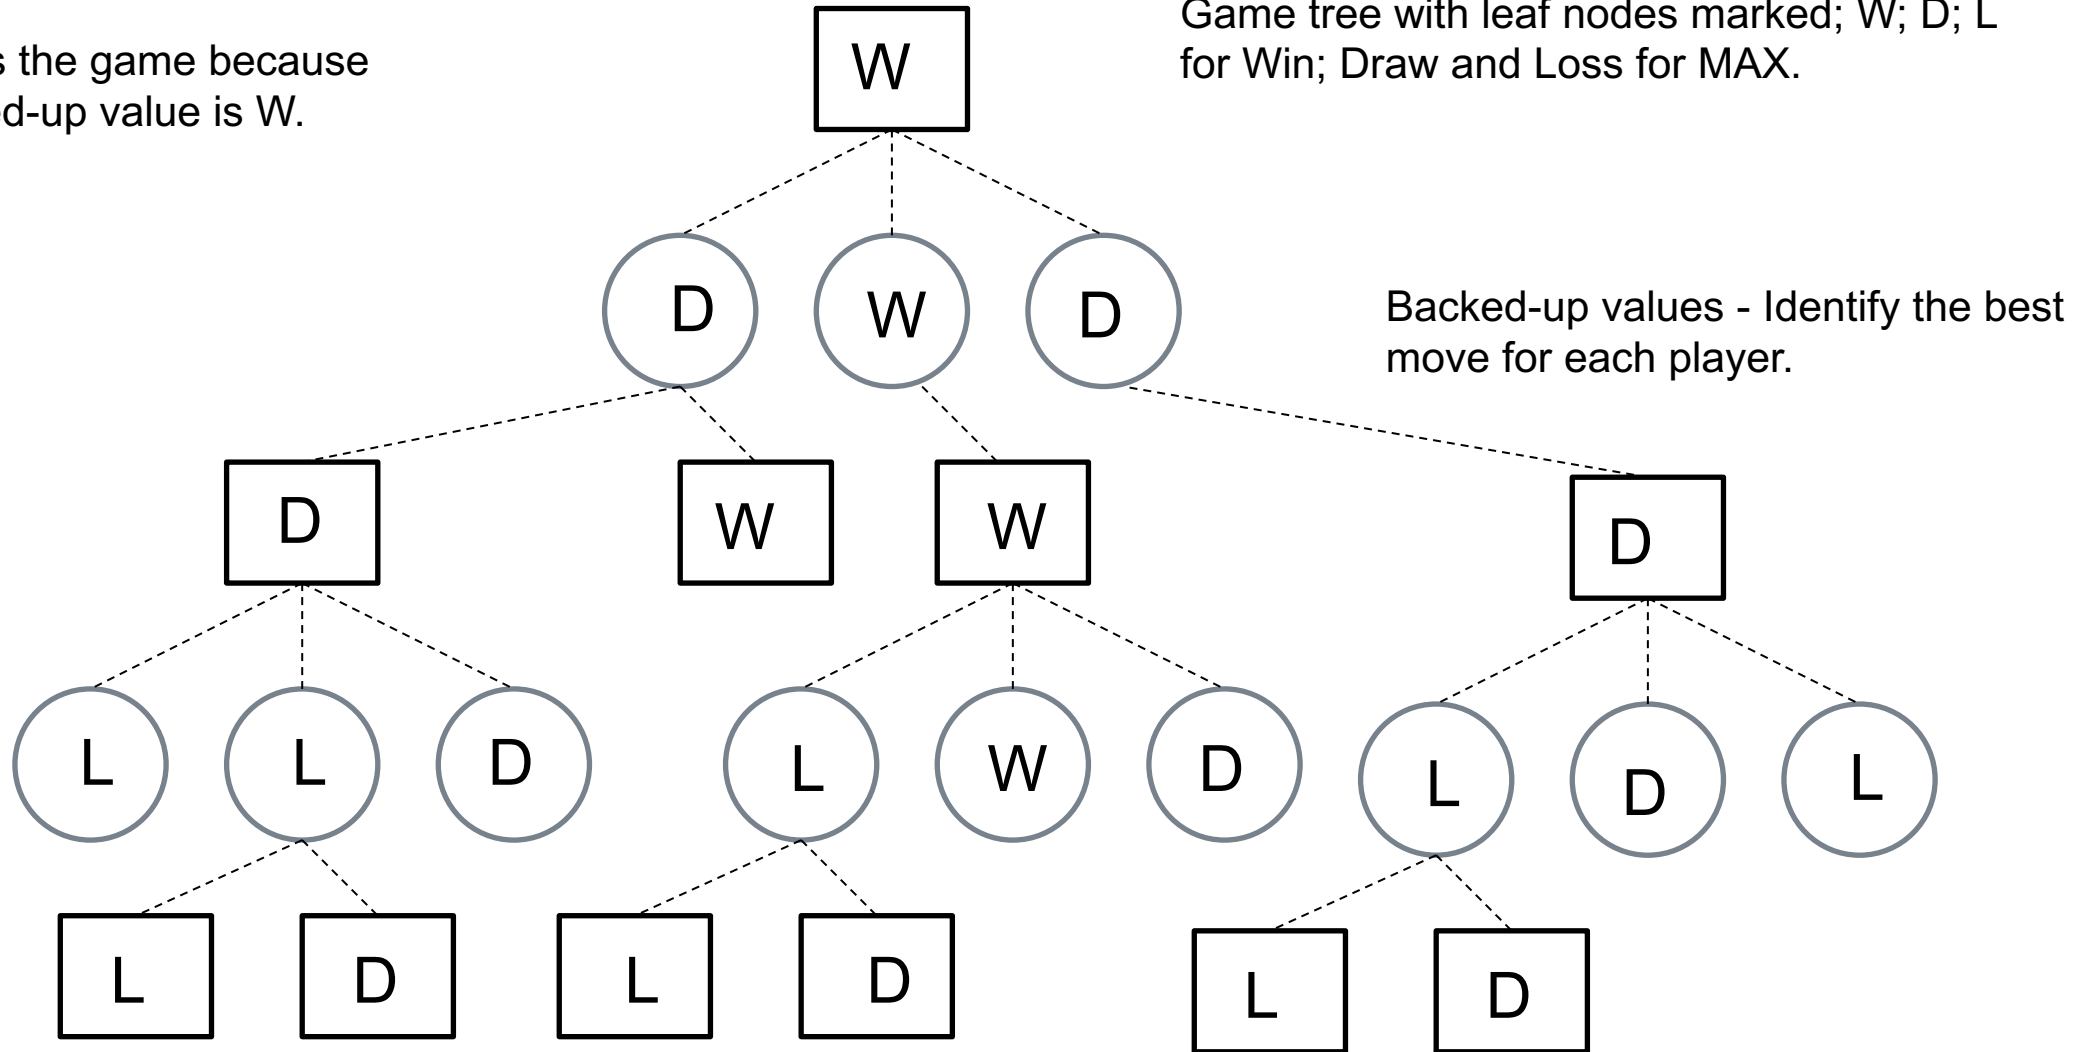 Game tree with leaf nodes marked; W; D; L
for Win; Draw and Loss for MAX.
the game because
value is W.
W
D W D
Backed-up values - Identify the best
move for each player.
D W W D
L L D L W D L D L
L D L D L D